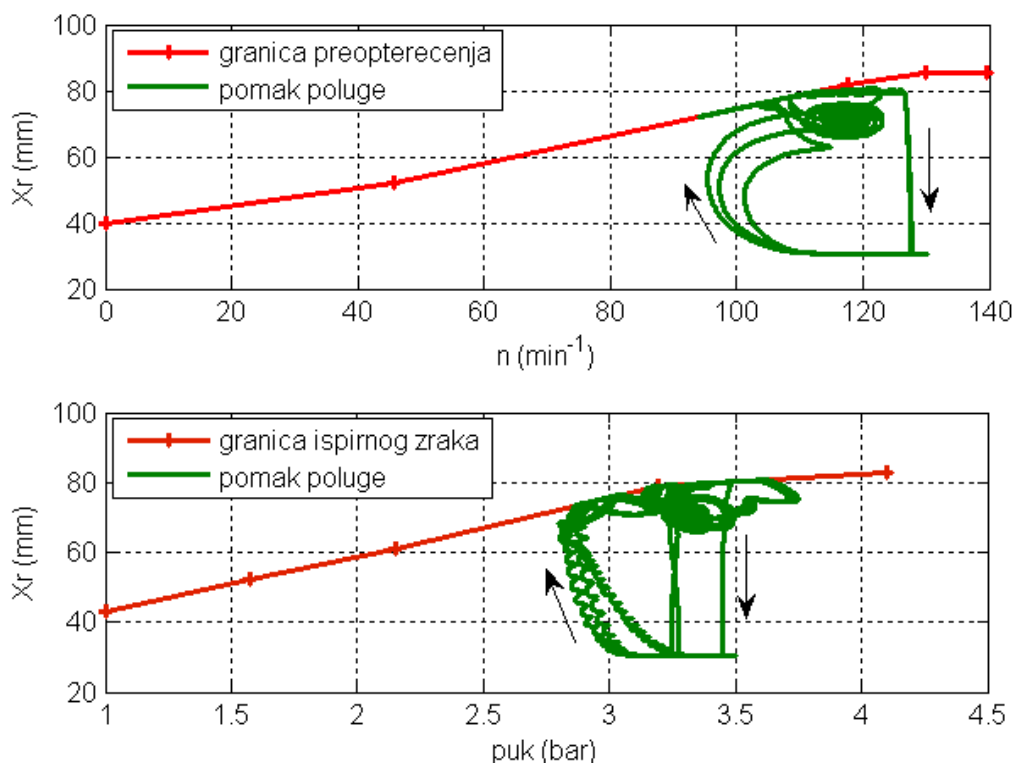 100
80
60
40
20
Xr (mm)
granica preopterecenja
pomak poluge
0 20 40 60 80 100 120 140
n (min⁻¹)
100
80
60
40
20
Xr (mm)
granica ispirnog zraka
pomak poluge
1 1.5 2 2.5 3 3.5 4 4.5
puk (bar)